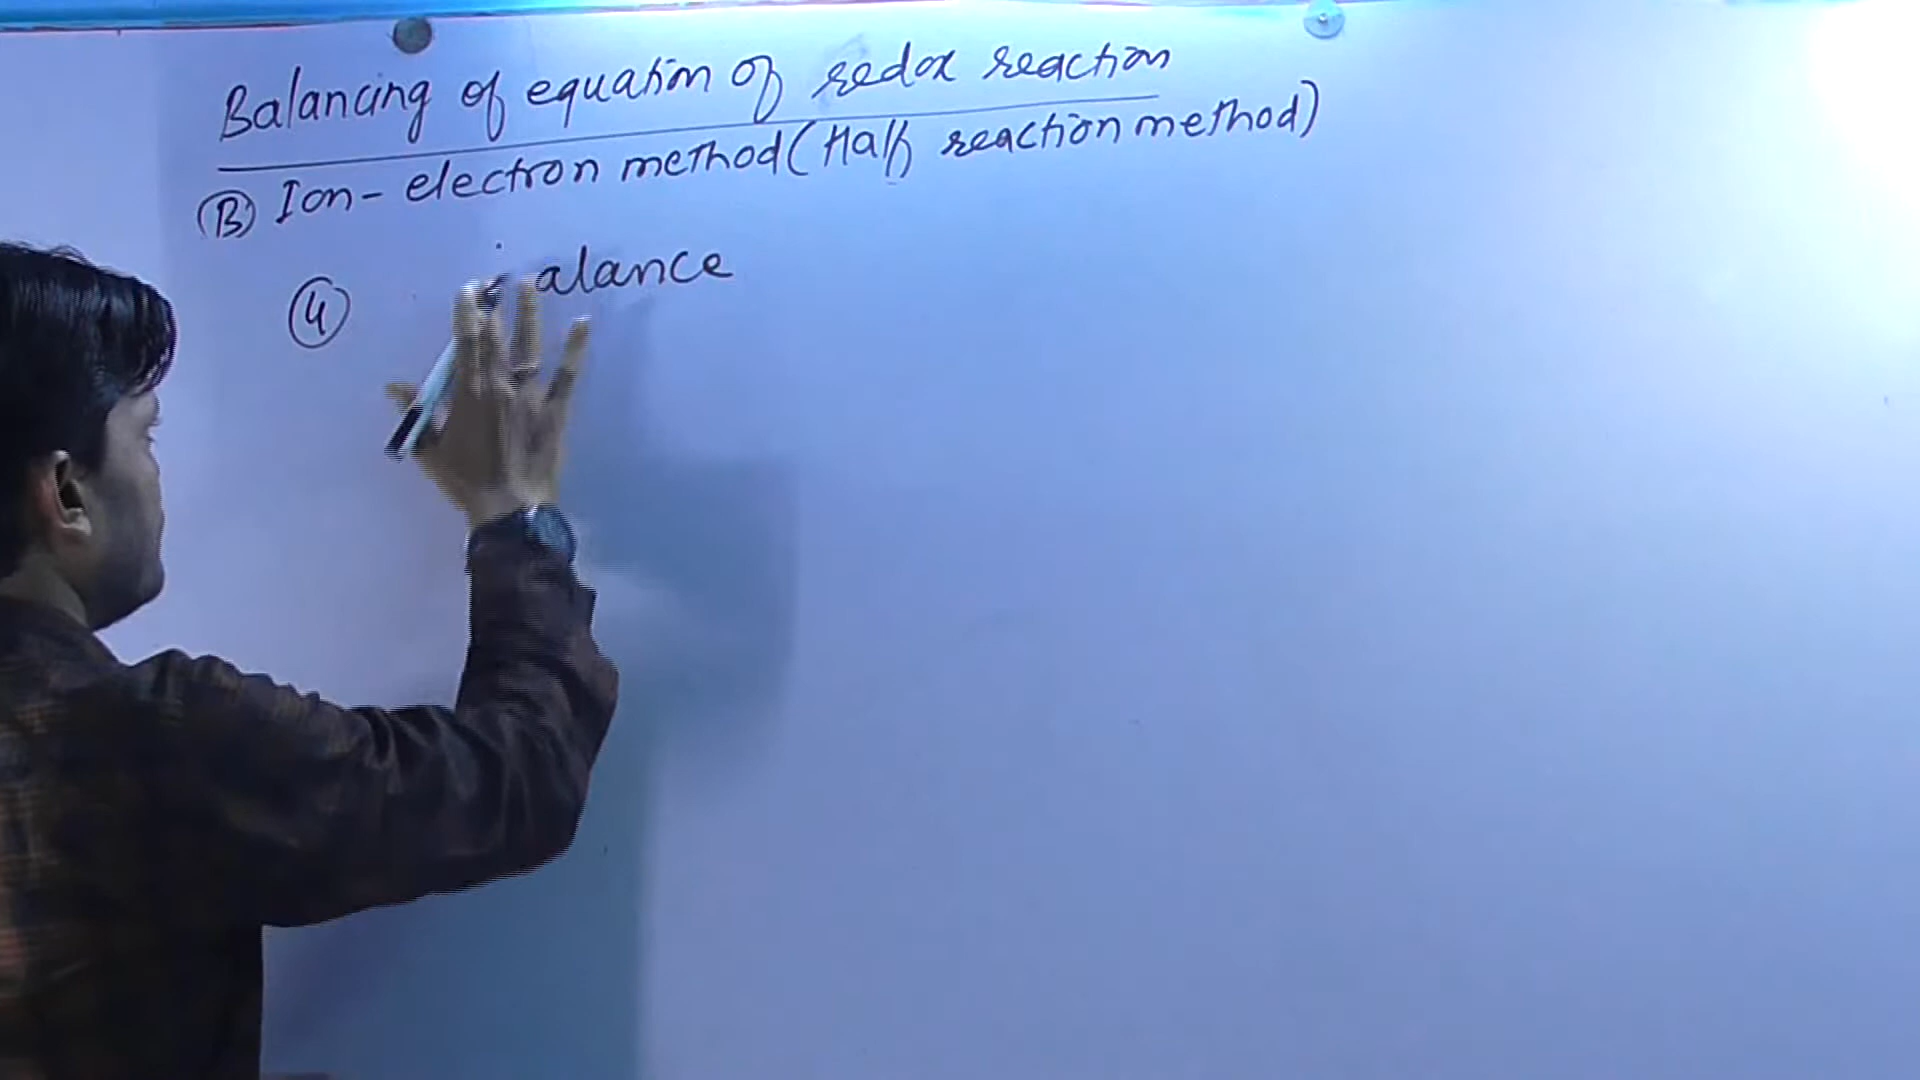 Balancing of equation of redox reaction
(B) Ion-electron method (Half reaction method)
(4) alance